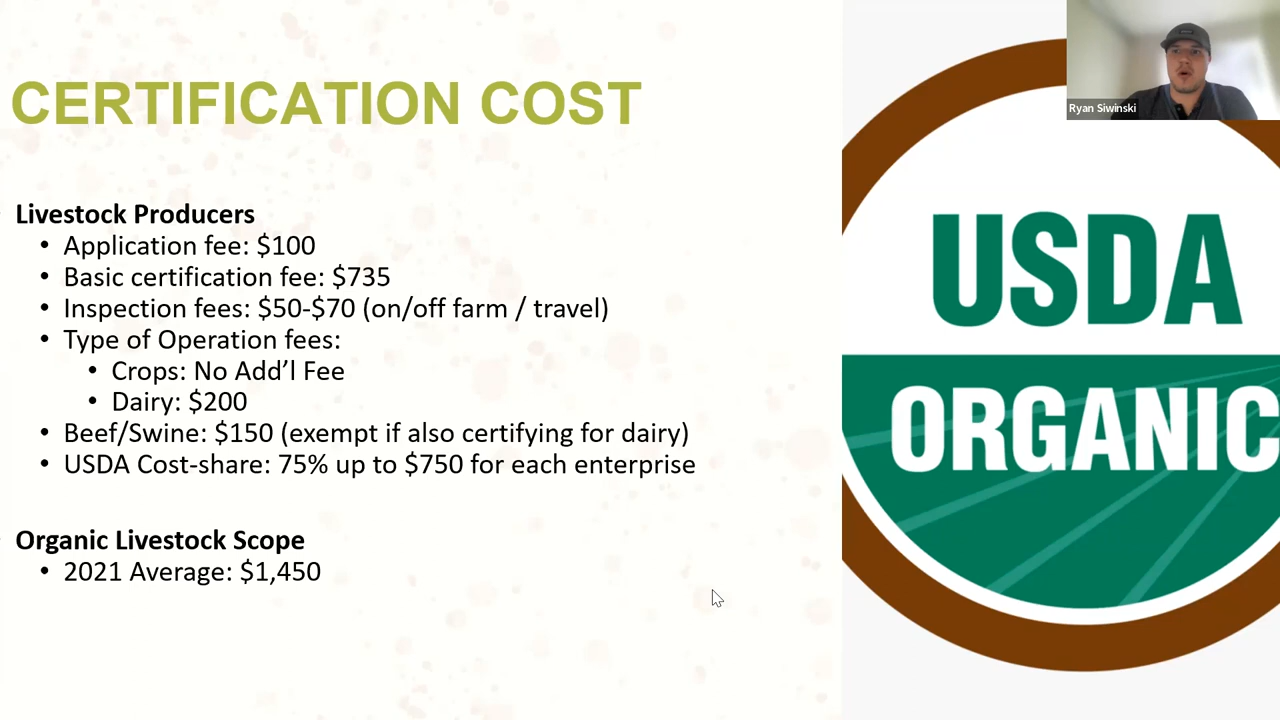 CERTIFICATION COST
Livestock Producers
• Application fee: $100
• Basic certification fee: $735
• Inspection fees: $50-$70 (on/off farm / travel)
• Type of Operation fees:
• Crops: No Add’l Fee
• Dairy: $200
• Beef/Swine: $150 (exempt if also certifying for dairy)
• USDA Cost-share: 75% up to $750 for each enterprise
Organic Livestock Scope
• 2021 Average: $1,450
USDA
ORGANIC
Ryan Siwinski